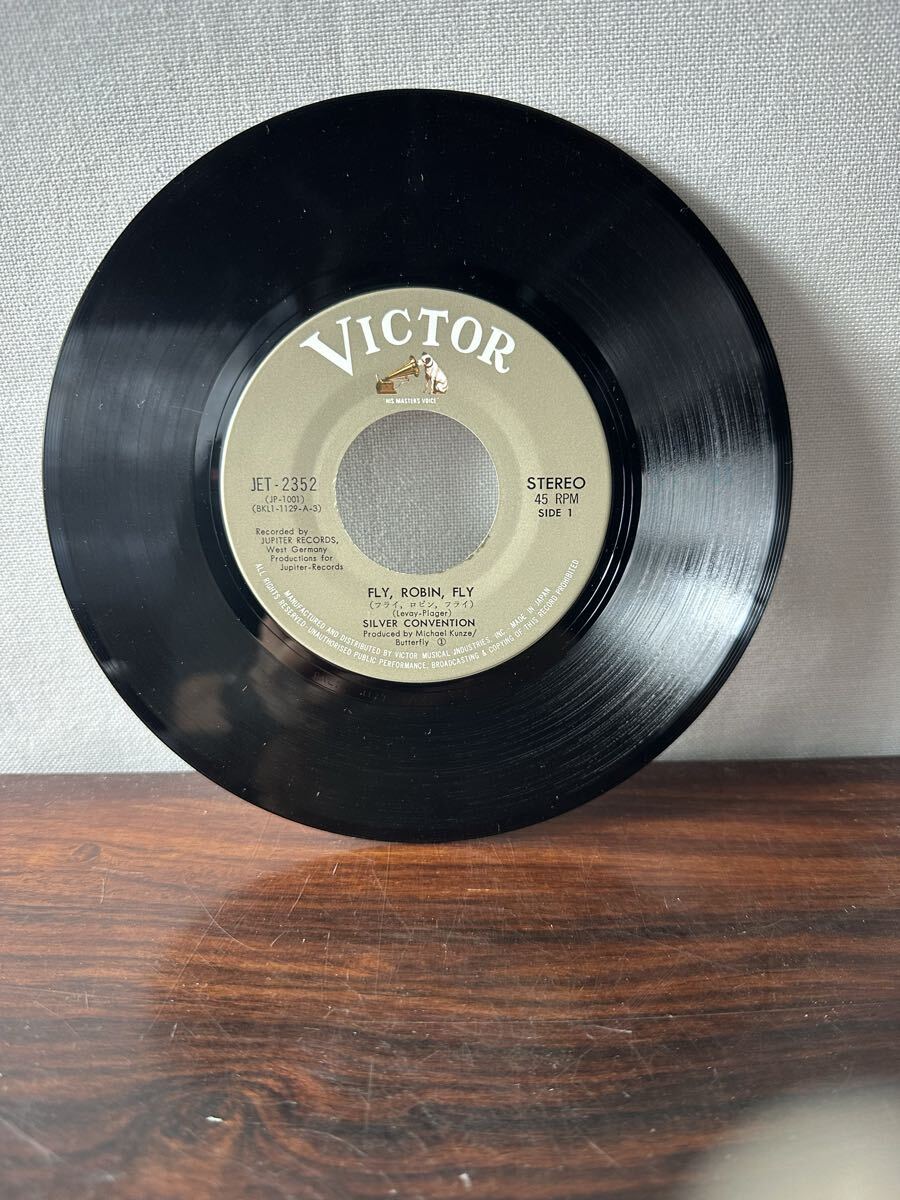 VICTOR
"HIS MASTER'S VOICE"
JET-2352
(JP-1001)
(BKL1-1129-A-3)
STEREO
45 RPM
SIDE 1
Recorded by
JUPITER RECORDS,
West Germany
Productions for
Jupiter-Records
FLY, ROBIN, FLY
(フライ, ロビン, フライ)
(Levay-Plager)
SILVER CONVENTION
Produced by Michael Kunze/
Butterfly ①
MANUFACTURED AND DISTRIBUTED BY VICTOR MUSICAL JNDUSTRIES, INC. MADE IN JAPAN
ALL RIGHTS RESERVED·UNAUTHORISED PUBLIC PERFORMANCE, BROADCASTING & COPYING OF THIS RECORD PROHIBITED